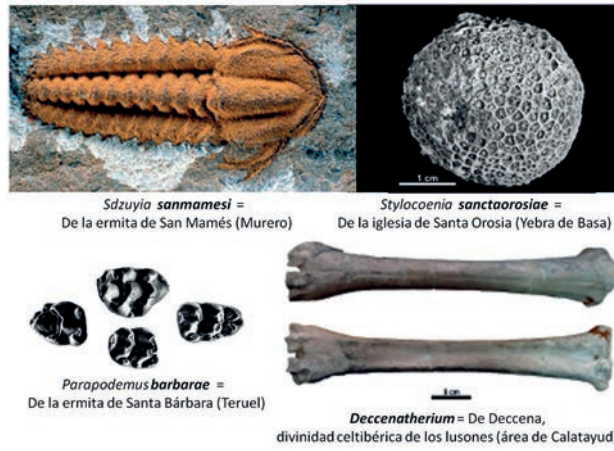 1 cm
Sdzuyia sanmamesi =
De la ermita de San Mamés (Murero)
Stylocoenia sanctaorosiae =
De la iglesia de Santa Orosia (Yebra de Basa)
Parapodemus barbarae =
De la ermita de Santa Bárbara (Teruel)
Deccenatherium = De Deccena,
divinidad celtibérica de los lusones (área de Calatayud)